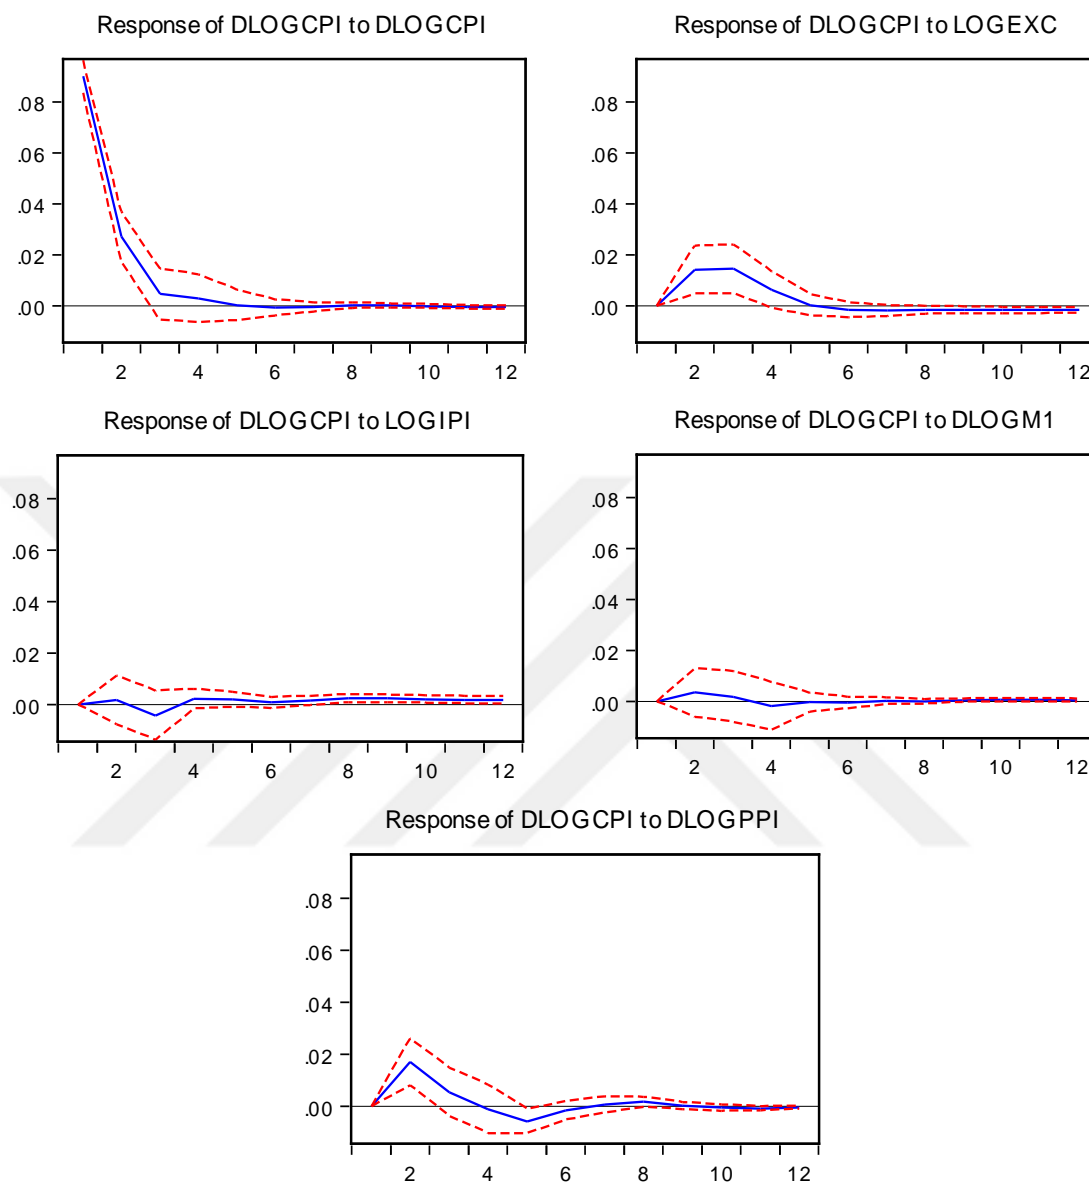 Response of DLOGCPI to DLOGCPI
.08
.06
.04
.02
.00
2 4 6 8 10 12
Response of DLOGCPI to LOGEXC
.08
.06
.04
.02
.00
2 4 6 8 10 12
Response of DLOGCPI to LOGIPI
.08
.06
.04
.02
.00
2 4 6 8 10 12
Response of DLOGCPI to DLOGM1
.08
.06
.04
.02
.00
2 4 6 8 10 12
Response of DLOGCPI to DLOGPPI
.08
.06
.04
.02
.00
2 4 6 8 10 12